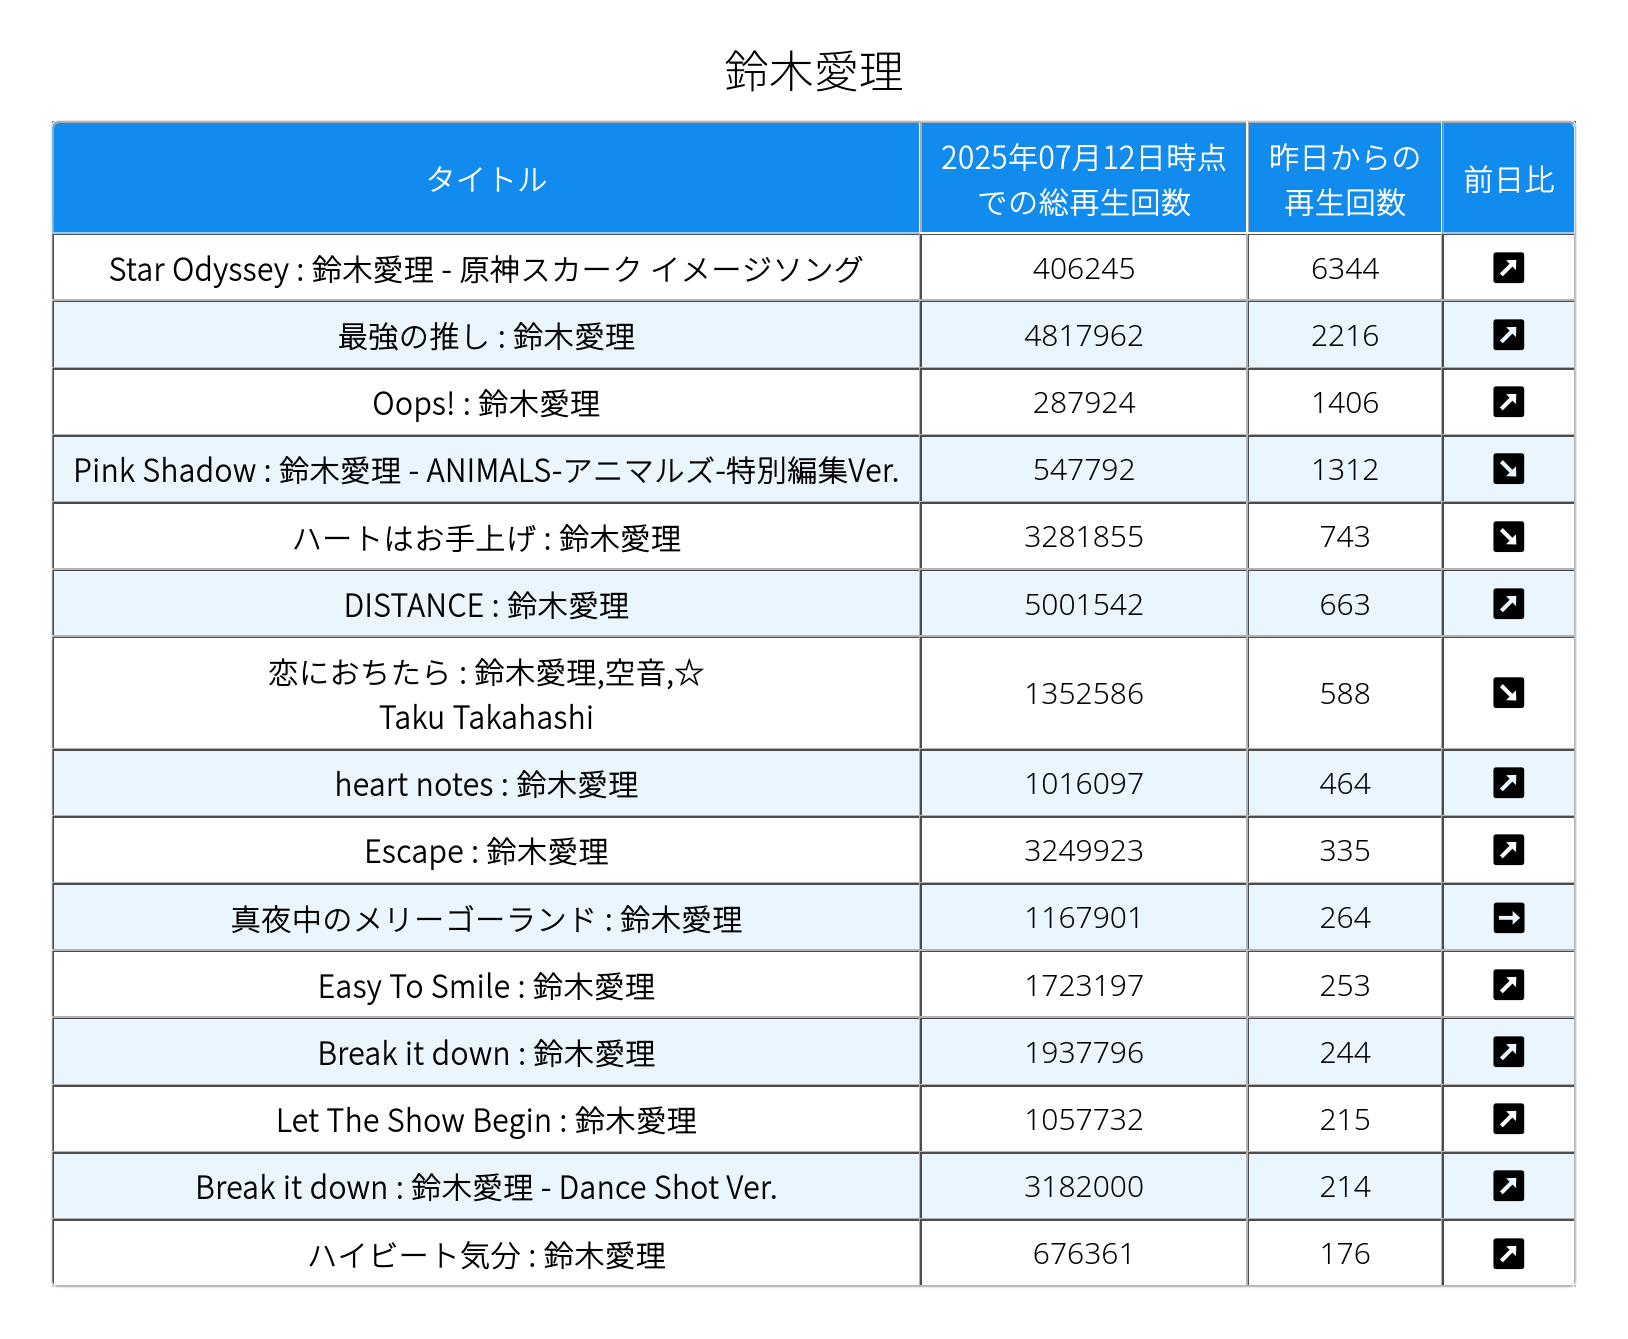 鈴木愛理
タイトル
2025年07月12日時点
での総再生回数
昨日からの
再生回数
前日比
Star Odyssey : 鈴木愛理 - 原神スカーク イメージソング 406245 6344
最強の推し : 鈴木愛理 4817962 2216
Oops! : 鈴木愛理 287924 1406
Pink Shadow : 鈴木愛理 - ANIMALS-アニマルズ-特別編集Ver. 547792 1312
ハートはお手上げ : 鈴木愛理 3281855 743
DISTANCE : 鈴木愛理 5001542 663
恋におちたら : 鈴木愛理,空音,☆
Taku Takahashi 1352586 588
heart notes : 鈴木愛理 1016097 464
Escape : 鈴木愛理 3249923 335
真夜中のメリーゴーランド : 鈴木愛理 1167901 264
Easy To Smile : 鈴木愛理 1723197 253
Break it down : 鈴木愛理 1937796 244
Let The Show Begin : 鈴木愛理 1057732 215
Break it down : 鈴木愛理 - Dance Shot Ver. 3182000 214
ハイビート気分 : 鈴木愛理 676361 176